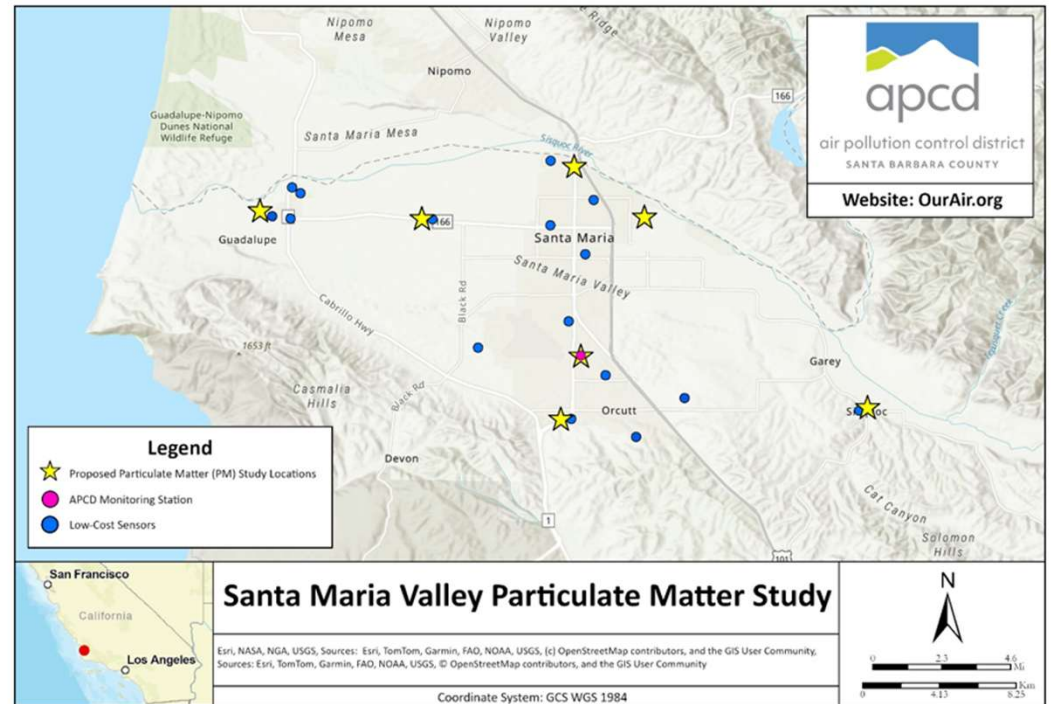 Nipomo
Mesa
Nipomo
Valley
Ridge
Nipomo
166
Guadalupe-Nipomo
Dunes National
Wildlife Refuge
Santa Maria Mesa
Sisquoc River
apcd
air pollution control district
SANTA BARBARA COUNTY
Website: OurAir.org
166
Guadalupe
Santa Maria
Santa Maria Valley
Black Rd
Cabrillo Hwy
1653 ft
Casmalia
Hills
Black Rd
Garey
Orcutt
Devon
1
Cat Canyon
Solomon
Hills
101
Legend
Proposed Particulate Matter (PM) Study Locations
APCD Monitoring Station
Low-Cost Sensors
San Francisco
California
Los Angeles
Santa Maria Valley Particulate Matter Study
Esri, NASA, NGA, USGS, Sources: Esri, TomTom, Garmin, FAO, NOAA, USGS, (c) OpenStreetMap contributors, and the GIS User Community,
Sources: Esri, TomTom, Garmin, FAO, NOAA, USGS, © OpenStreetMap contributors, and the GIS User Community
Coordinate System: GCS WGS 1984
N
0 2.3 4.6
Mi
Km
0 4.13 8.25